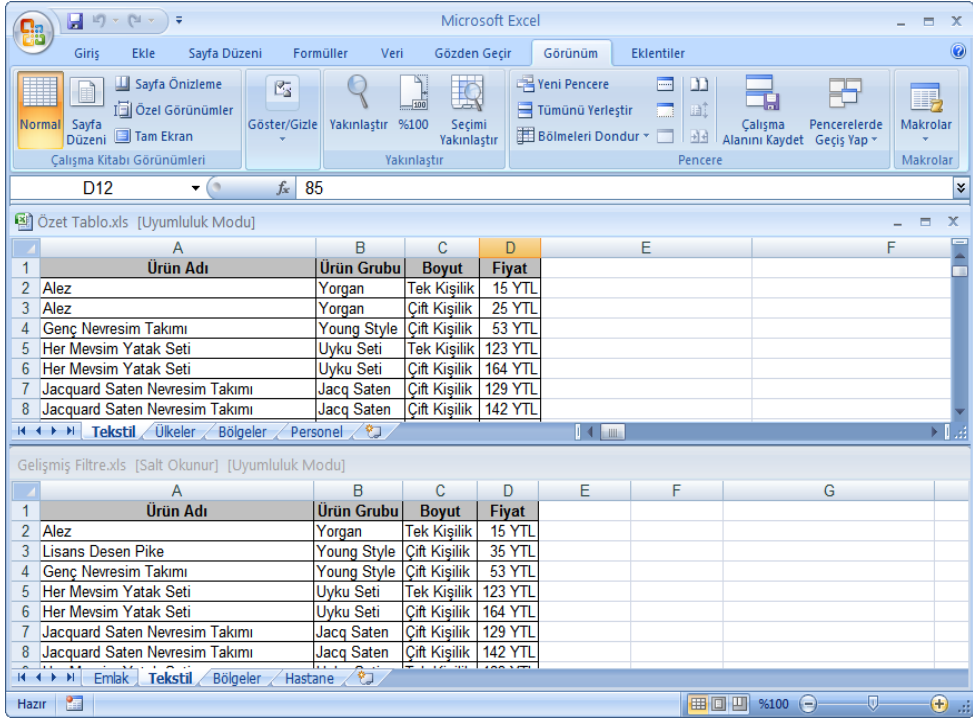 Microsoft Excel
Giriş Ekle Sayfa Düzeni Formüller Veri Gözden Geçir Görünüm Eklentiler
Normal Sayfa Düzeni Sayfa Önizleme Özel Görünümler Tam Ekran Göster/Gizle Yakınlaştır %100 Seçimi Yakınlaştır Yeni Pencere Tümünü Yerleştir Bölmeleri Dondur Çalışma Alanını Kaydet Pencerelerde Geçiş Yap Makrolar
Çalışma Kitabı Görünümleri Yakınlaştır Pencere Makrolar
D12 fx 85
Özet Tablo.xls [Uyumluluk Modu]
A B C D E F
1 Ürün Adı Ürün Grubu Boyut Fiyat
2 Alez Yorgan Tek Kişilik 15 YTL
3 Alez Yorgan Çift Kişilik 25 YTL
4 Genç Nevresim Takımı Young Style Çift Kişilik 53 YTL
5 Her Mevsim Yatak Seti Uyku Seti Tek Kişilik 123 YTL
6 Her Mevsim Yatak Seti Uyku Seti Çift Kişilik 164 YTL
7 Jacquard Saten Nevresim Takımı Jacq Saten Çift Kişilik 129 YTL
8 Jacquard Saten Nevresim Takımı Jacq Saten Çift Kişilik 142 YTL
Tekstil Ülkeler Bölgeler Personel
Gelişmiş Filtre.xls [Salt Okunur] [Uyumluluk Modu]
A B C D E F G
1 Ürün Adı Ürün Grubu Boyut Fiyat
2 Alez Yorgan Tek Kişilik 15 YTL
3 Lisans Desen Pike Young Style Çift Kişilik 35 YTL
4 Genç Nevresim Takımı Young Style Çift Kişilik 53 YTL
5 Her Mevsim Yatak Seti Uyku Seti Tek Kişilik 123 YTL
6 Her Mevsim Yatak Seti Uyku Seti Çift Kişilik 164 YTL
7 Jacquard Saten Nevresim Takımı Jacq Saten Çift Kişilik 129 YTL
8 Jacquard Saten Nevresim Takımı Jacq Saten Çift Kişilik 142 YTL
Emlak Tekstil Bölgeler Hastane
Hazır %100